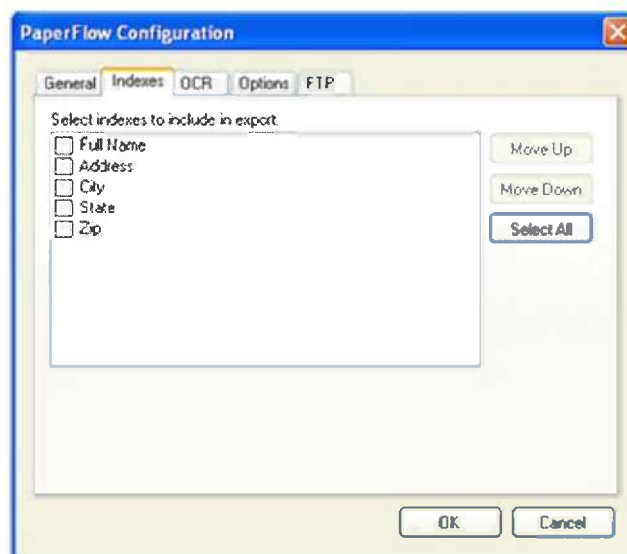 PaperFlow Configuration
General Indexes OCR Options FTP
Select indexes to include in export
Full Name
Address
City
State
Zip
Move Up
Move Down
Select All
OK Cancel